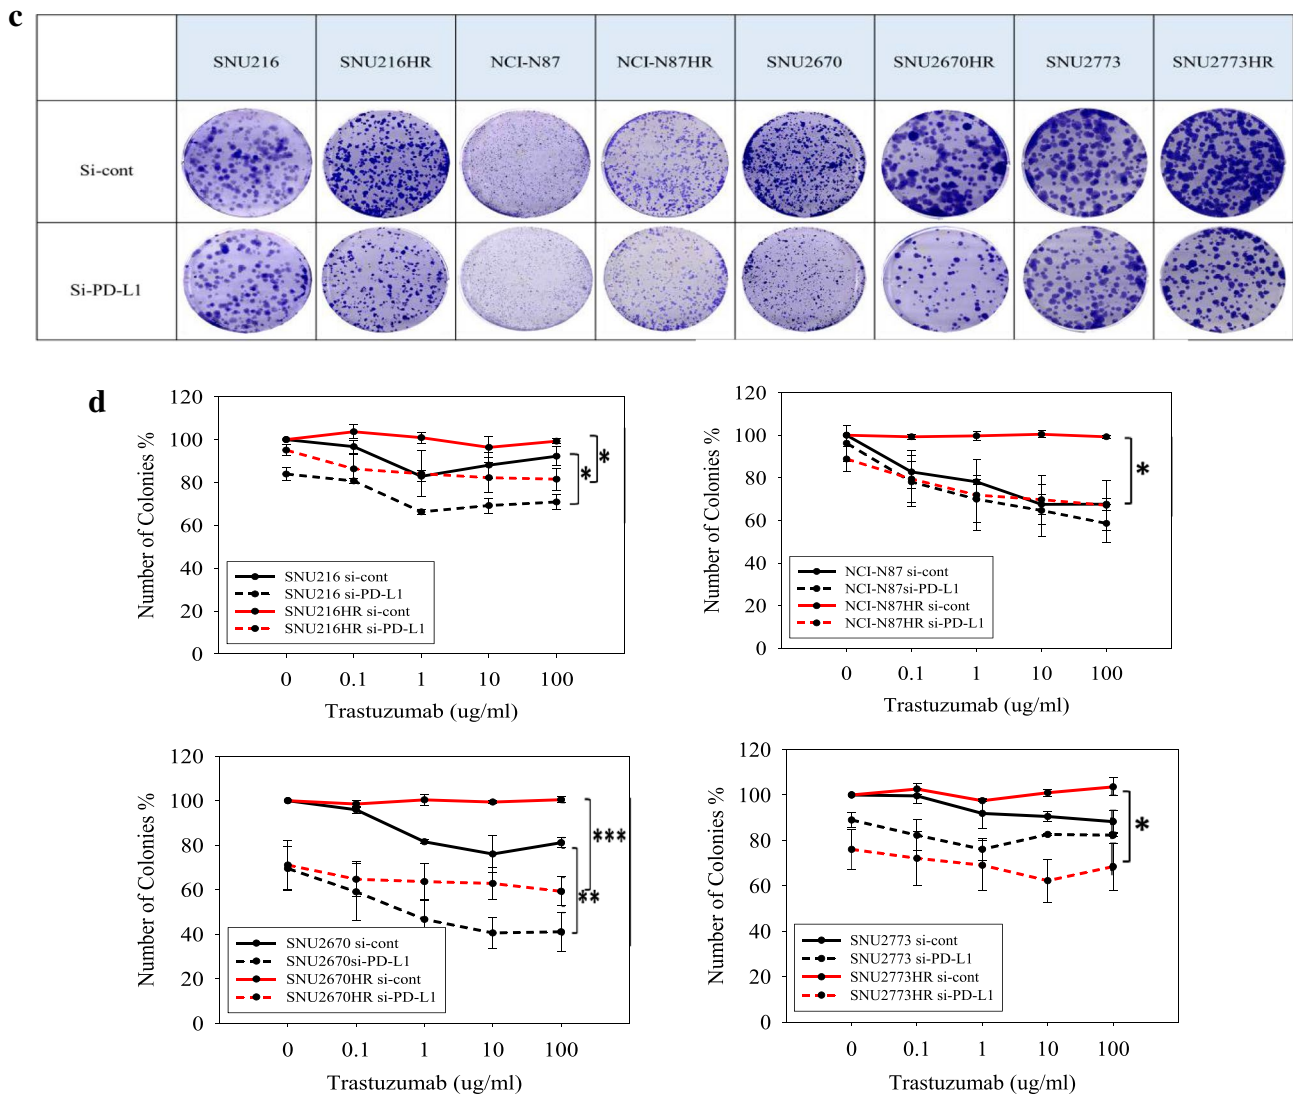 c
SNU216 SNU216HR NCI-N87 NCI-N87HR SNU2670 SNU2670HR SNU2773 SNU2773HR
Si-cont
Si-PD-L1
d
120
100
80
60
40
20
0
Number of Colonies %
*
*
SNU216 si-cont
SNU216 si-PD-L1
SNU216HR si-cont
SNU216HR si-PD-L1
0 0.1 1 10 100
Trastuzumab (ug/ml)
120
100
80
60
40
20
0
Number of Colonies %
*
NCI-N87 si-cont
NCI-N87si-PD-L1
NCI-N87HR si-cont
NCI-N87HR si-PD-L1
0 0.1 1 10 100
Trastuzumab (ug/ml)
120
100
80
60
40
20
0
Number of Colonies %
***
**
SNU2670 si-cont
SNU2670si-PD-L1
SNU2670HR si-cont
SNU2670HR si-PD-L1
0 0.1 1 10 100
Trastuzumab (ug/ml)
120
100
80
60
40
20
0
Number of Colonies %
*
SNU2773 si-cont
SNU2773 si-PD-L1
SNU2773HR si-cont
SNU2773HR si-PD-L1
0 0.1 1 10 100
Trastuzumab (ug/ml)